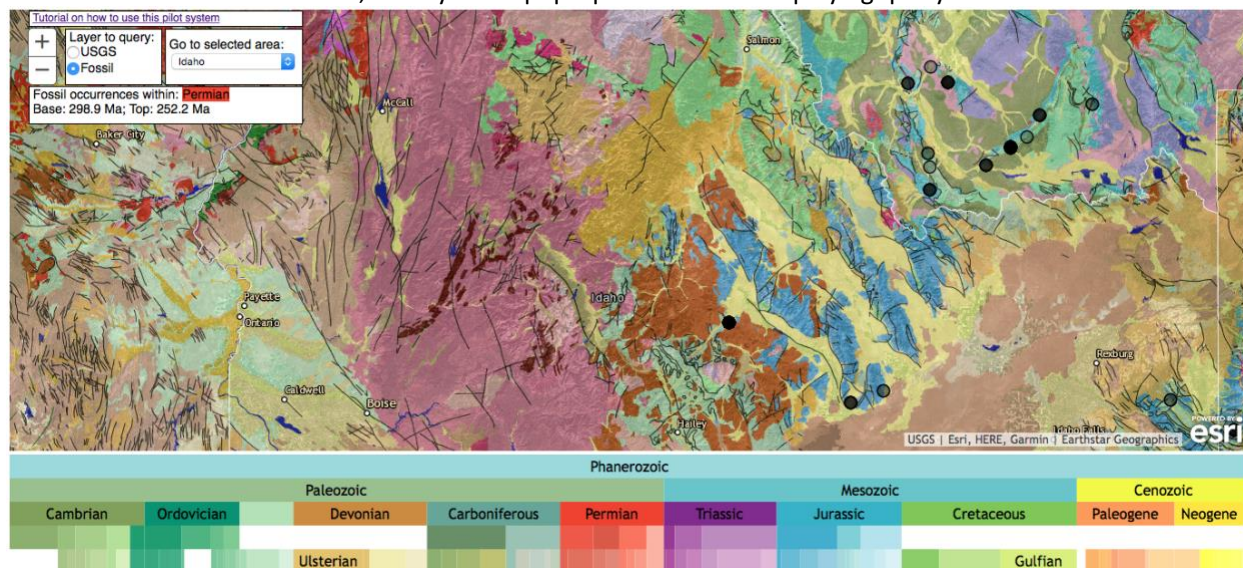 Tutorial on how to use this pilot system
+
−
Layer to query:
USGS
Fossil
Go to selected area:
Idaho
Fossil occurrences within: Permian
Base: 298.9 Ma; Top: 252.2 Ma
Salmon
McCall
Baker City
Idaho
Payette
Ontario
Caldwell
Boise
Hailey
Rexburg
Idaho Falls
USGS | Esri, HERE, Garmin | Earthstar Geographics
POWERED BY
esri
Phanerozoic
Paleozoic Mesozoic Cenozoic
Cambrian Ordovician Devonian Carboniferous Permian Triassic Jurassic Cretaceous Paleogene Neogene
Ulsterian Gulfian